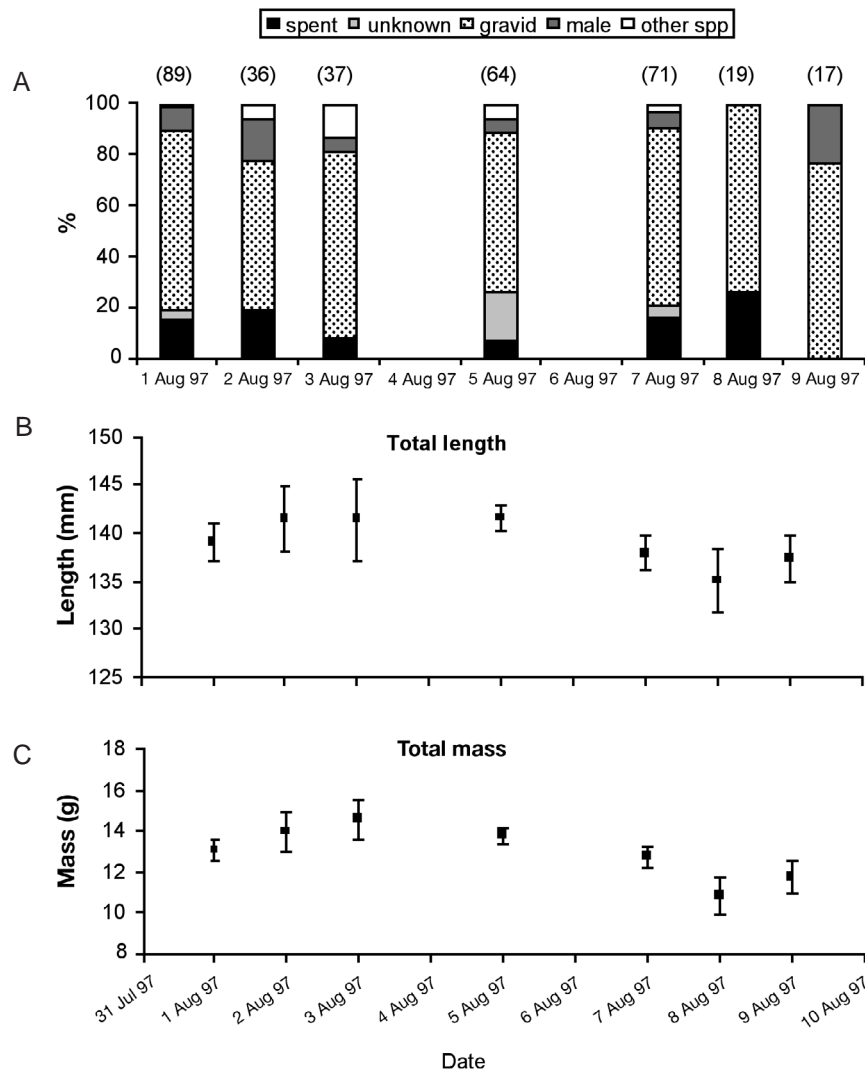 spent unknown gravid male other spp
A
(89) (36) (37) (64) (71) (19) (17)
100
80
60
40
20
0
%
1 Aug 97 2 Aug 97 3 Aug 97 4 Aug 97 5 Aug 97 6 Aug 97 7 Aug 97 8 Aug 97 9 Aug 97
B
Total length
150
145
140
135
130
125
Length (mm)
C
Total mass
18
16
14
12
10
8
Mass (g)
31 Jul 97 1 Aug 97 2 Aug 97 3 Aug 97 4 Aug 97 5 Aug 97 6 Aug 97 7 Aug 97 8 Aug 97 9 Aug 97 10 Aug 97
Date